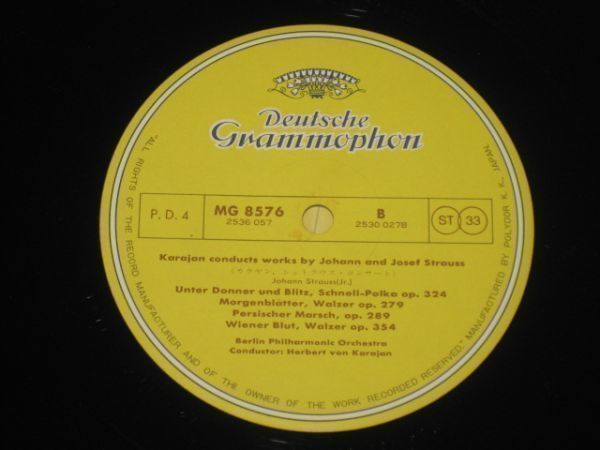 Deutsche
Grammophon
P.D.4
MG 8576
2536 057
B
2530 027B
ST 33
Karajan conducts works by Johann and Josef Strauss
Johann Strauss(Jr.)
Unter Donner und Blitz, Schnell-Polka op. 324
Morgenblätter, Walzer op. 279
Persischer Marsch, op. 289
Wiener Blut, Walzer op. 354
Berlin Philharmonic Orchestra
Conductor: Herbert von Karajan
"ALL RIGHTS OF THE RECORD MANUFACTURER AND OF THE OWNER OF THE WORK RECORDED RESERVED" MANUFACTURED BY POLYDOR K. K., JAPAN.